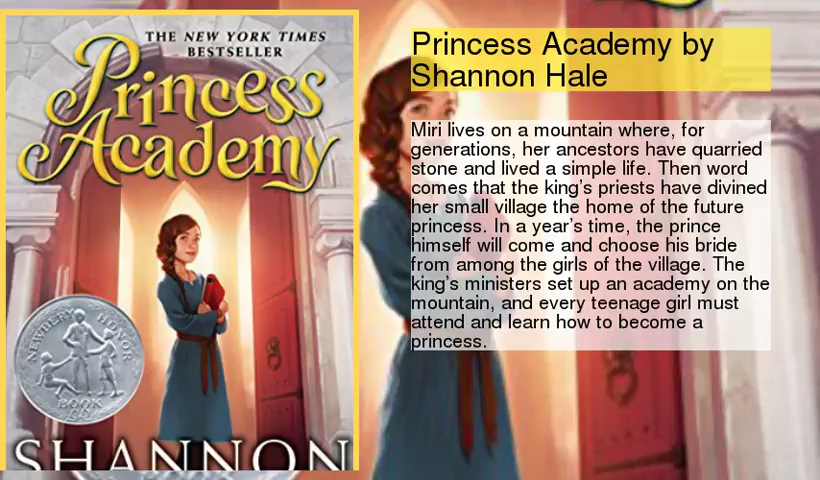 THE NEW YORK TIMES
BESTSELLER
Princess
Academy
NEWBERY HONOR
BOOK
SHANNON
Princess Academy by
Shannon Hale
Miri lives on a mountain where, for
generations, her ancestors have quarried
stone and lived a simple life. Then word
comes that the king's priests have divined
her small village the home of the future
princess. In a year's time, the prince
himself will come and choose his bride
from among the girls of the village. The
king's ministers set up an academy on the
mountain, and every teenage girl must
attend and learn how to become a
princess.